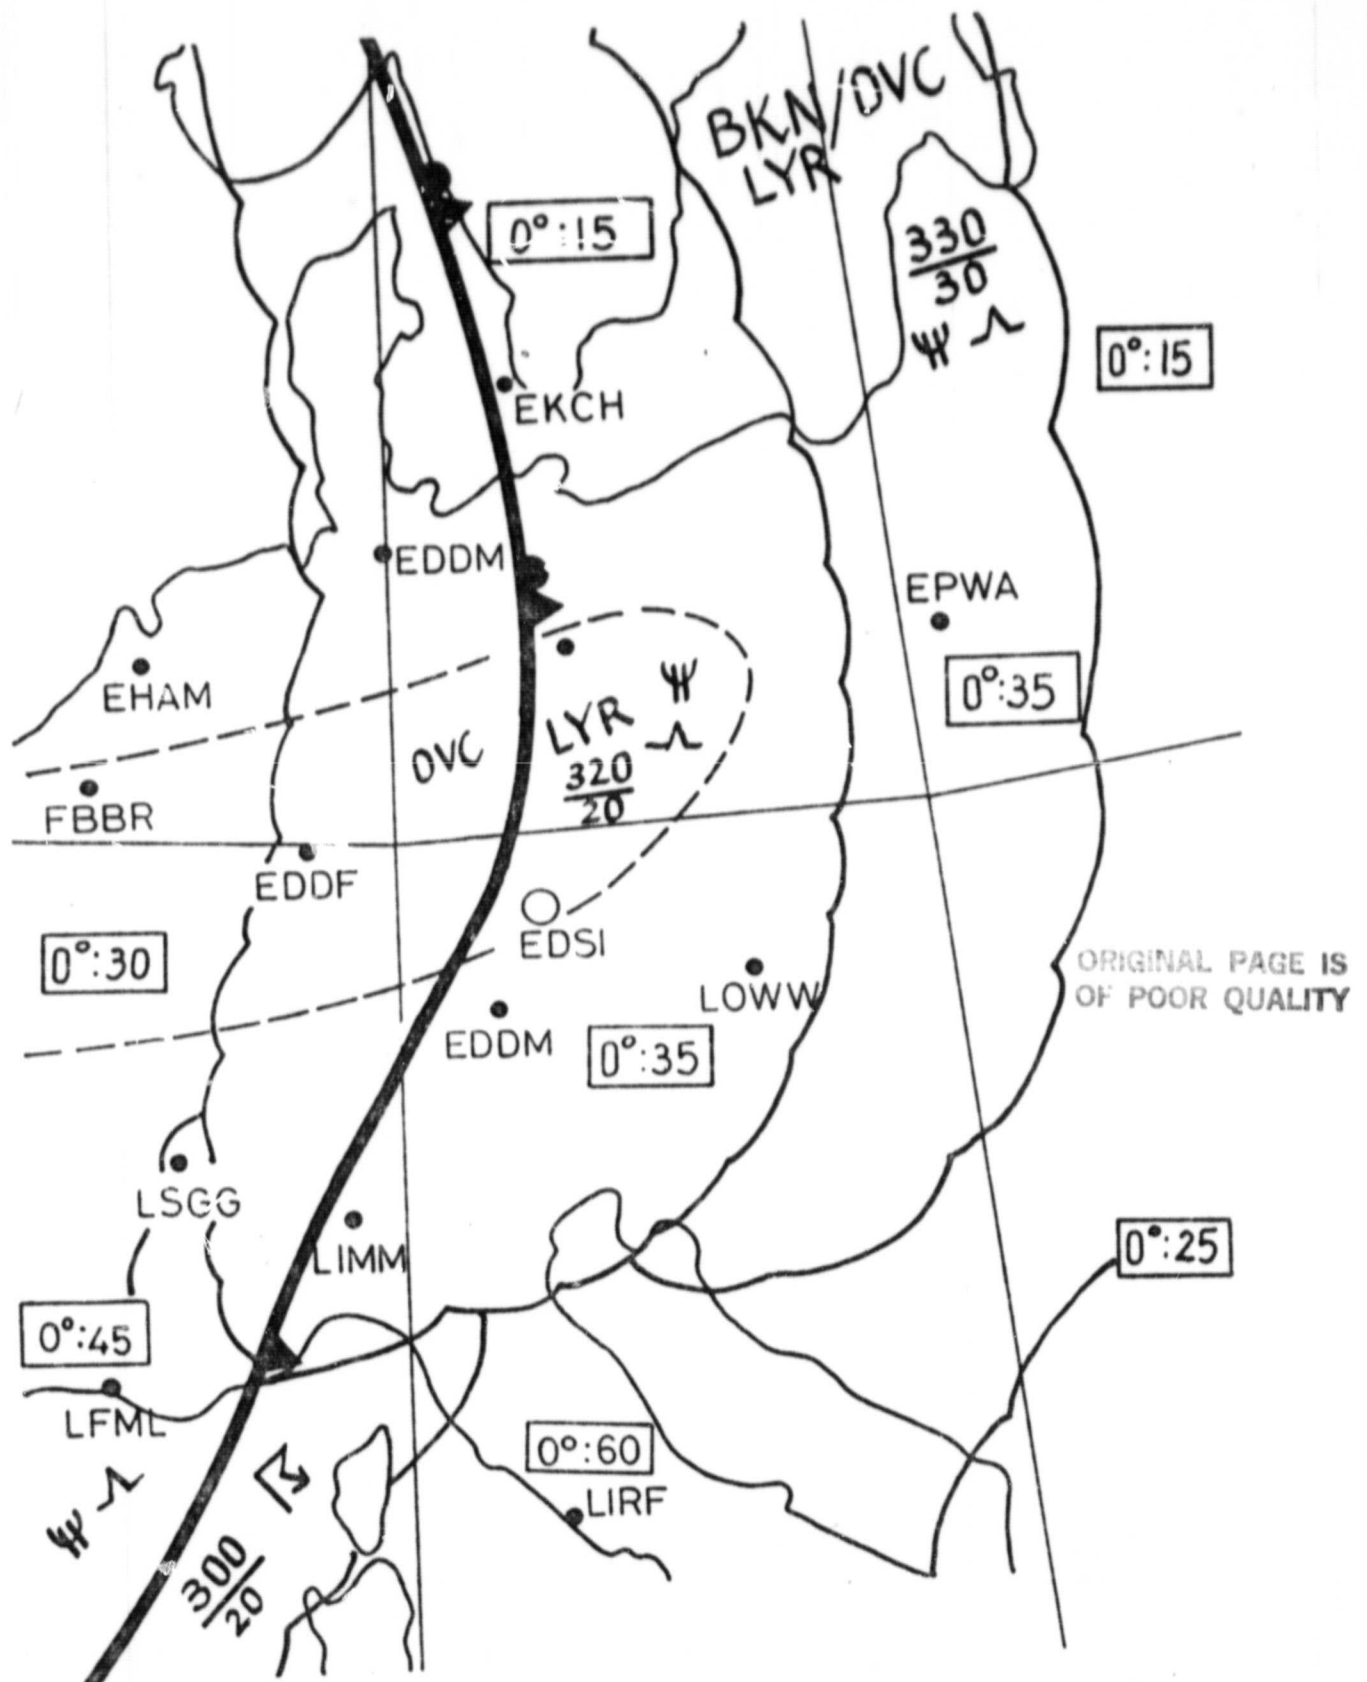 BKN/OVC
LYR
0°:15
330
30
0°:15
EKCH
EDDM
EPWA
EHAM
0°:35
LYR
OVC
320
20
FBBR
EDDF
EDSI
0°:30
ORIGINAL PAGE IS
OF POOR QUALITY
LOWW
EDDM
0°:35
LSGG
LIMM
0°:25
0°:45
LFML
0°:60
LIRF
300
20